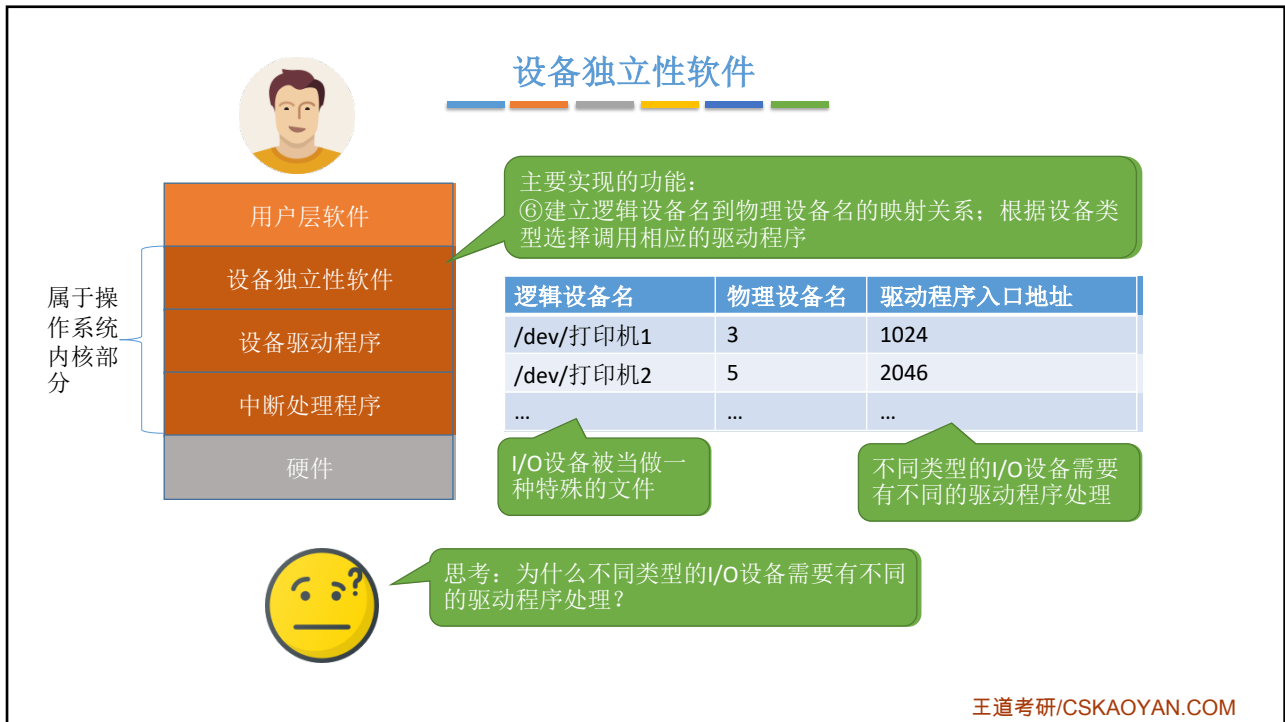 设备独立性软件
主要实现的功能：
⑥建立逻辑设备名到物理设备名的映射关系；根据设备类
型选择调用相应的驱动程序
用户层软件
设备独立性软件
设备驱动程序
中断处理程序
硬件
属于操
作系统
内核部
分
逻辑设备名 物理设备名 驱动程序入口地址
/dev/打印机1 3 1024
/dev/打印机2 5 2046
… … …
I/O设备被当做一
种特殊的文件
不同类型的I/O设备需要
有不同的驱动程序处理
?
思考：为什么不同类型的I/O设备需要有不同
的驱动程序处理？
王道考研/CSKAOYAN.COM